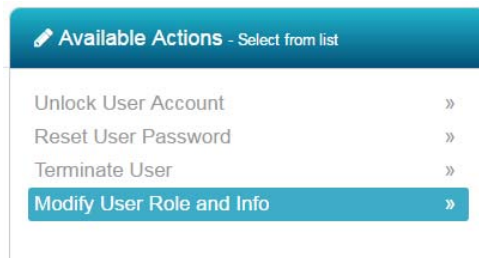 Available Actions - Select from list
Unlock User Account »
Reset User Password »
Terminate User »
Modify User Role and Info »